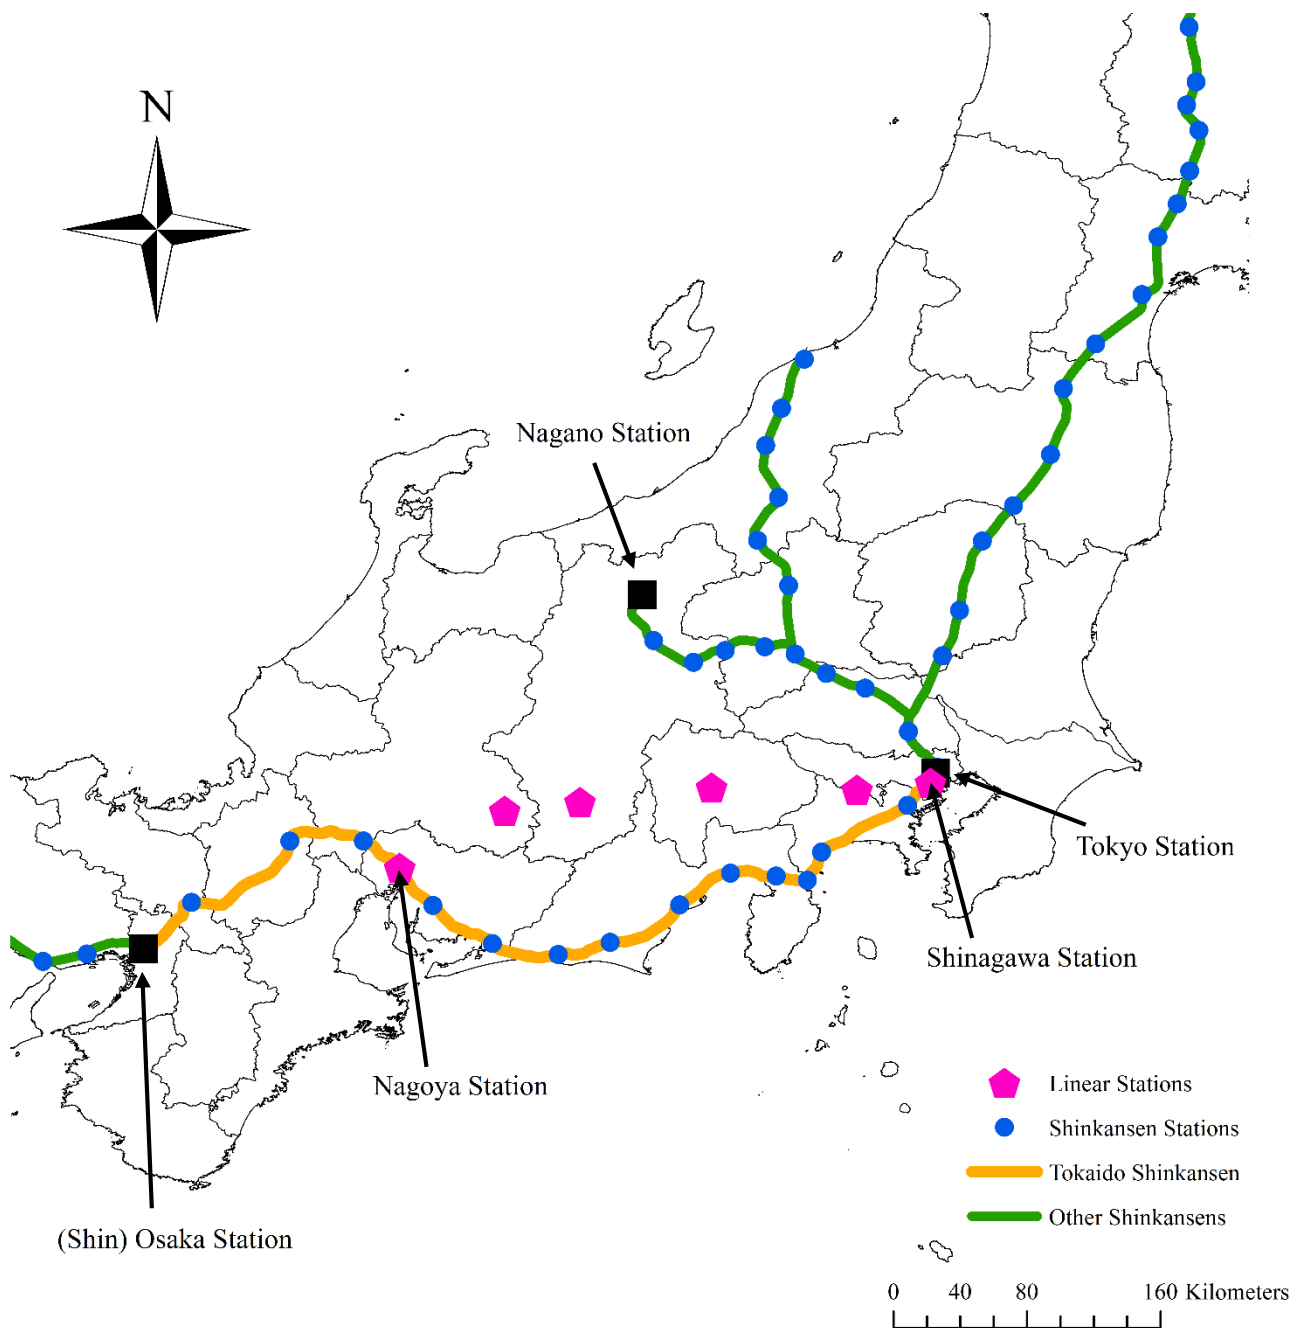 N
Nagano Station
Tokyo Station
Shinagawa Station
Nagoya Station
(Shin) Osaka Station
Linear Stations
Shinkansen Stations
Tokaido Shinkansen
Other Shinkansens
0 40 80 160 Kilometers